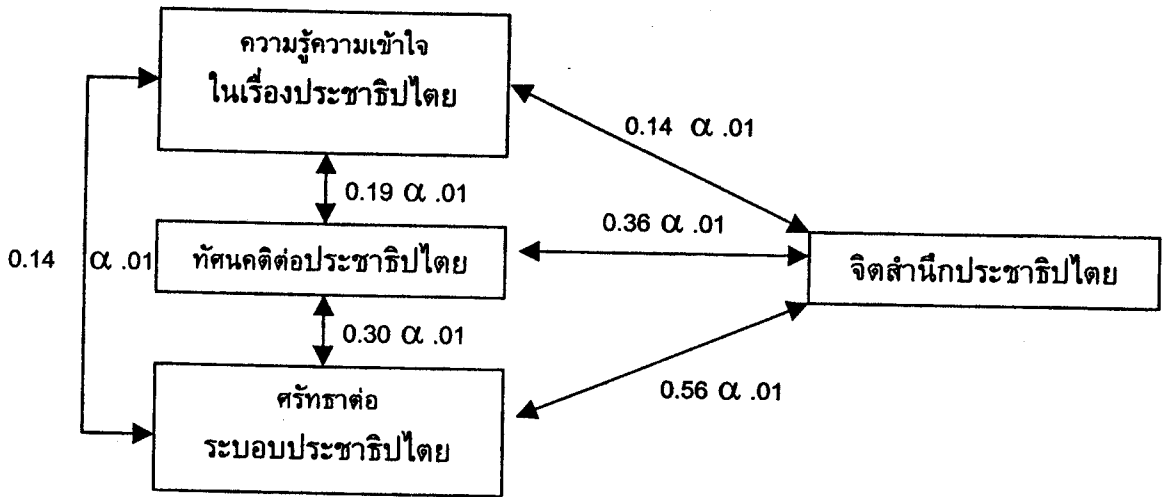 ความรู้ความเข้าใจ
ในเรื่องประชาธิปไตย
0.14 α .01
0.19 α .01
0.36 α .01
ทัศนคติต่อประชาธิปไตย
จิตสำนึกประชาธิปไตย
0.14 α .01
0.30 α .01
ศรัทธาต่อ
ระบอบประชาธิปไตย
0.56 α .01